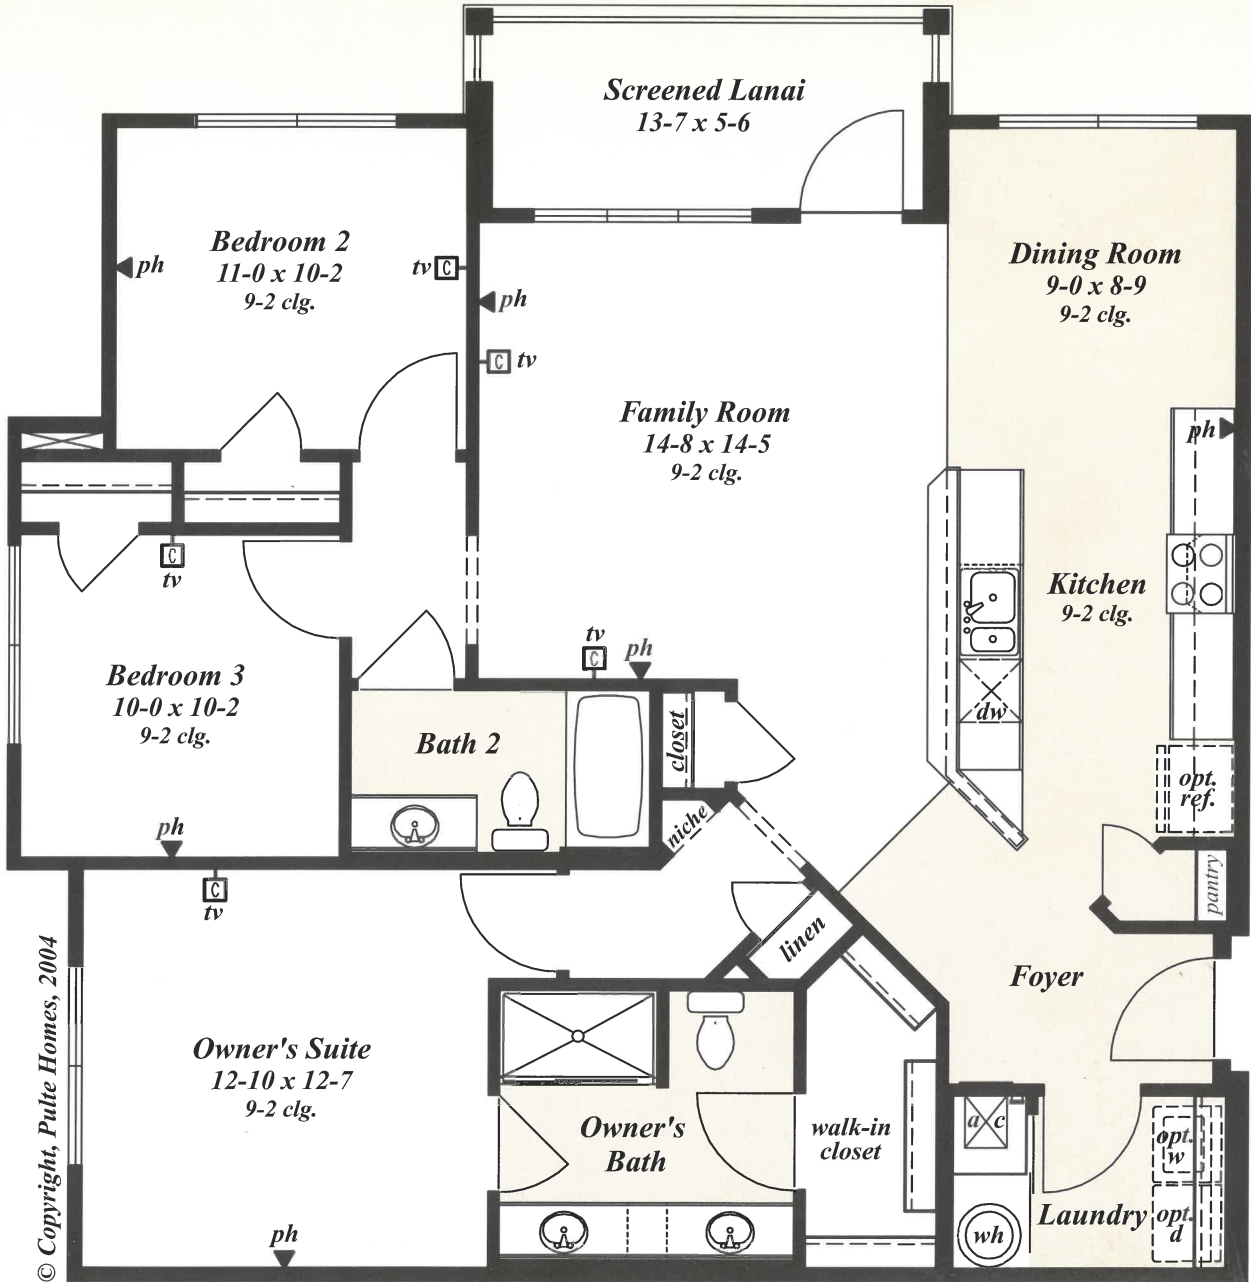 Screened Lanai
13-7 x 5-6
Bedroom 2
11-0 x 10-2
9-2 clg.
ph
C tv
tv C
ph
C tv
Dining Room
9-0 x 8-9
9-2 clg.
Family Room
14-8 x 14-5
9-2 clg.
ph
C
tv
Kitchen
9-2 clg.
tv
C
ph
Bedroom 3
10-0 x 10-2
9-2 clg.
ph
Bath 2
closet
dw
opt.
ref.
niche
pantry
C
tv
linen
Foyer
Owner's Suite
12-10 x 12-7
9-2 clg.
ph
Owner's
Bath
walk-in
closet
a c
opt.
w
Laundry
opt.
d
wh
© Copyright, Pulte Homes, 2004